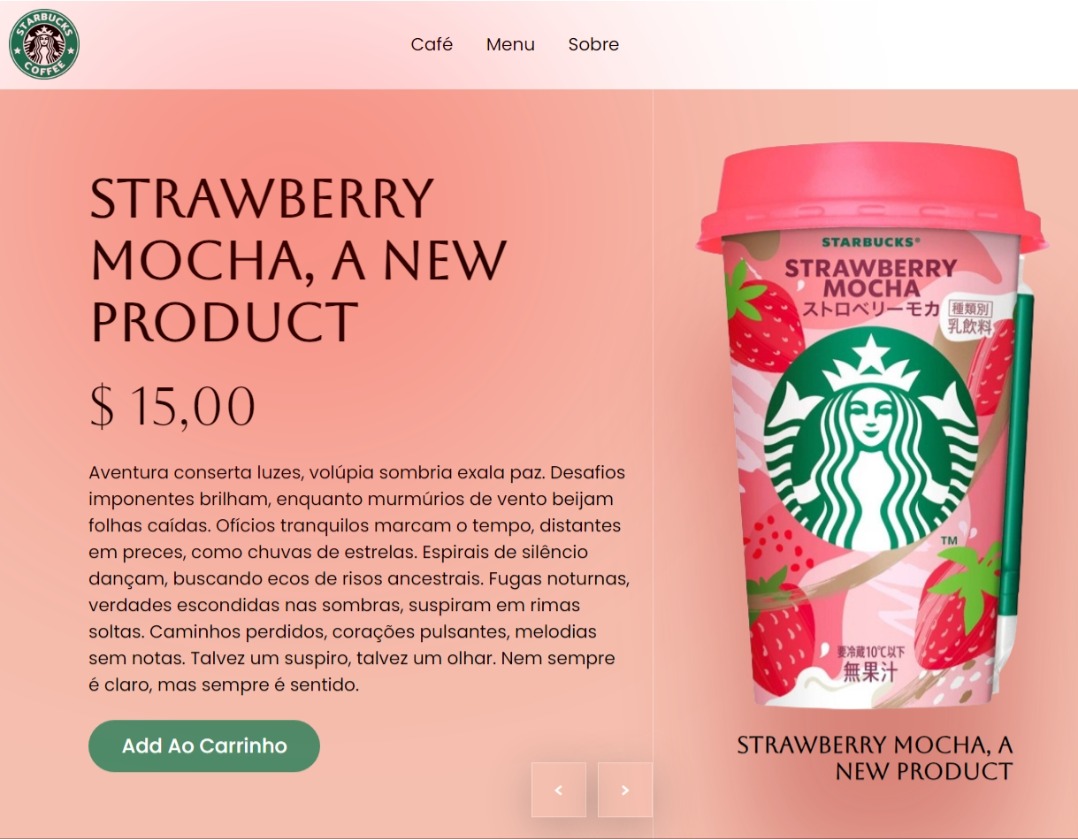 STARBUCKS
COFFEE
Café
Menu
Sobre
STRAWBERRY
MOCHA, A NEW
PRODUCT
$ 15,00
Aventura conserta luzes, volúpia sombria exala paz. Desafios
imponentes brilham, enquanto murmúrios de vento beijam
folhas caídas. Ofícios tranquilos marcam o tempo, distantes
em preces, como chuvas de estrelas. Espirais de silêncio
dançam, buscando ecos de risos ancestrais. Fugas noturnas,
verdades escondidas nas sombras, suspiram em rimas
soltas. Caminhos perdidos, corações pulsantes, melodias
sem notas. Talvez um suspiro, talvez um olhar. Nem sempre
é claro, mas sempre é sentido.
Add Ao Carrinho
<
>
STARBUCKS®
STRAWBERRY
MOCHA
ストロベリーモカ
種類別
乳飲料
TM
要冷蔵10℃以下
無果汁
STRAWBERRY MOCHA, A
NEW PRODUCT